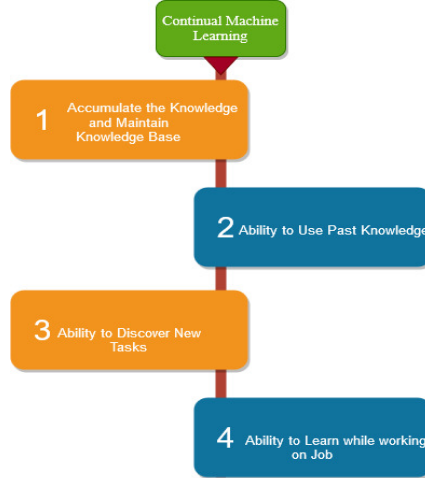 Continual Machine
Learning
1 Accumulate the Knowledge
and Maintain
Knowledge Base
2 Ability to Use Past Knowledge
3 Ability to Discover New
Tasks
4 Ability to Learn while working
on Job